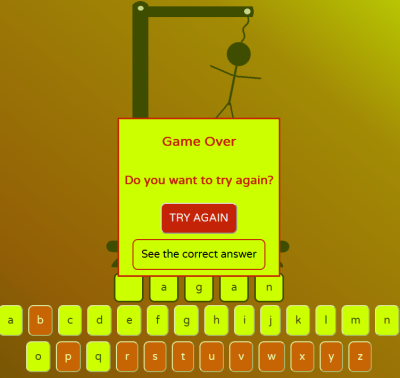 Game Over
Do you want to try again?
TRY AGAIN
See the correct answer
a g a n
a b c d e f g h i j k l m n
o p q r s t u v w x y z